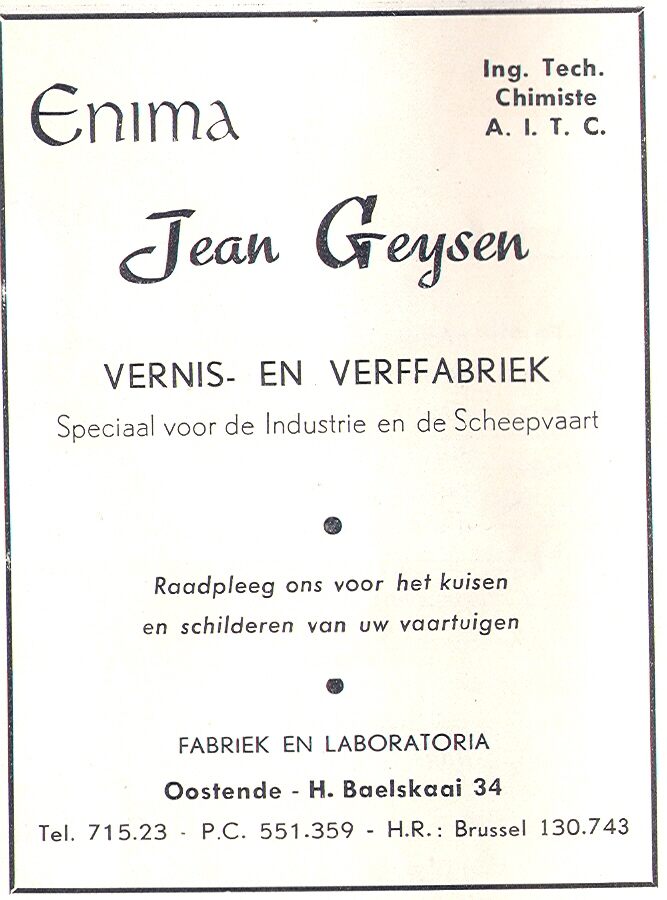 Enima
Ing. Tech.
Chimiste
A. I. T. C.
Jean Geysen
VERNIS- EN VERFFABRIEK
Speciaal voor de Industrie en de Scheepvaart
Raadpleeg ons voor het kuisen
en schilderen van uw vaartuigen
FABRIEK EN LABORATORIA
Oostende - H. Baelskaai 34
Tel. 715.23 - P.C. 551.359 - H.R.: Brussel 130.743